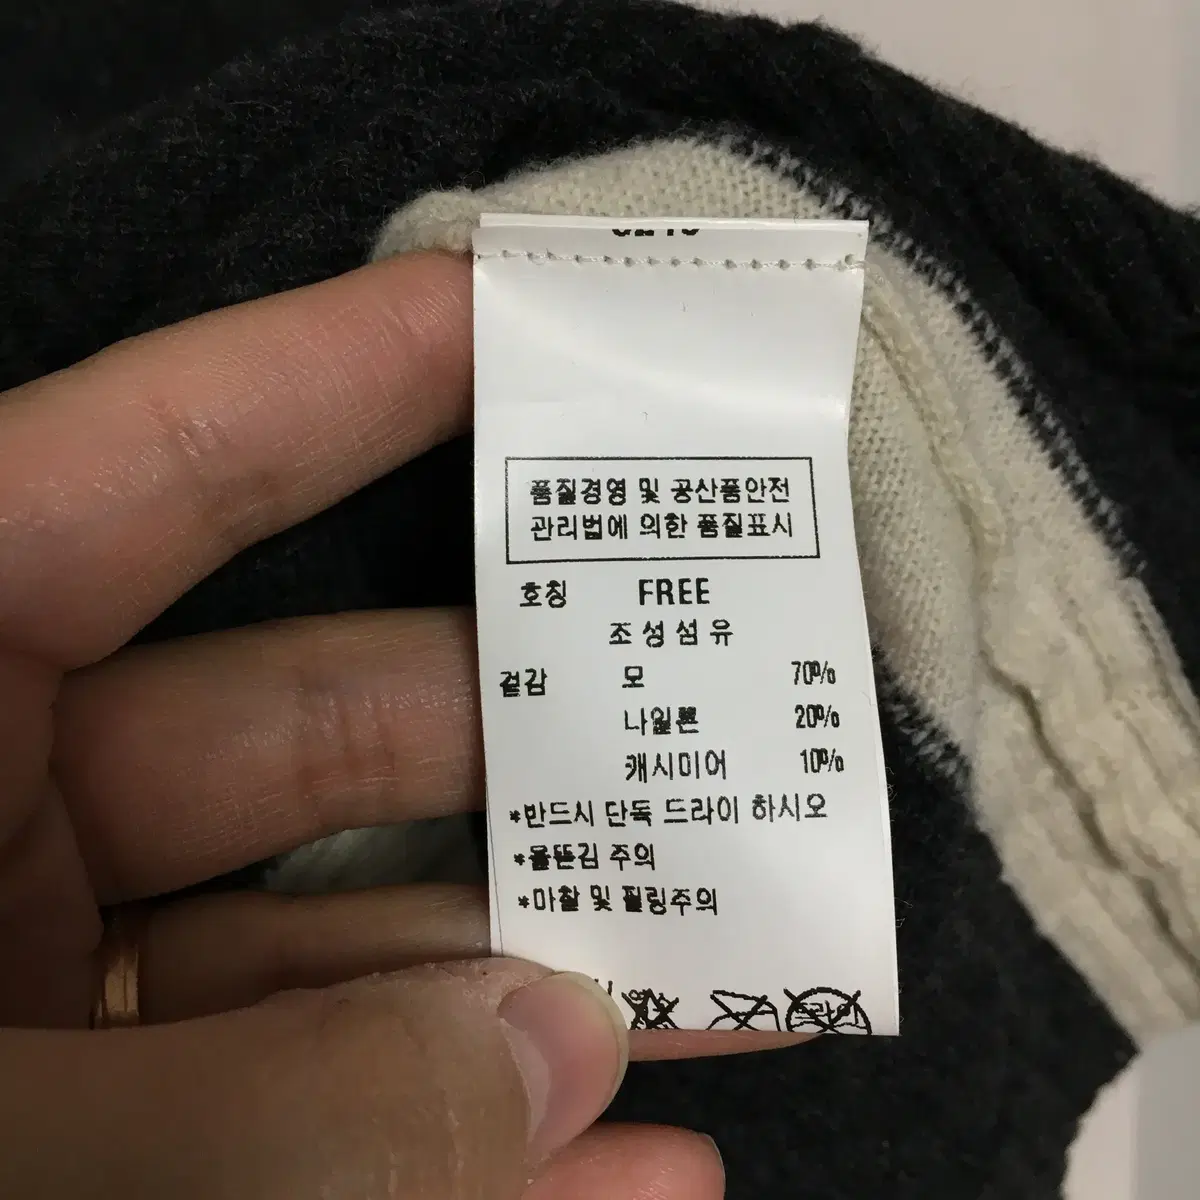 품질경영 및 공산품안전
관리법에 의한 품질표시
호칭 FREE
조성섬유
겉감 모 70%
나일론 20%
캐시미어 10%
*반드시 단독 드라이 하시오
*올뜯김 주의
*마찰 및 필링주의